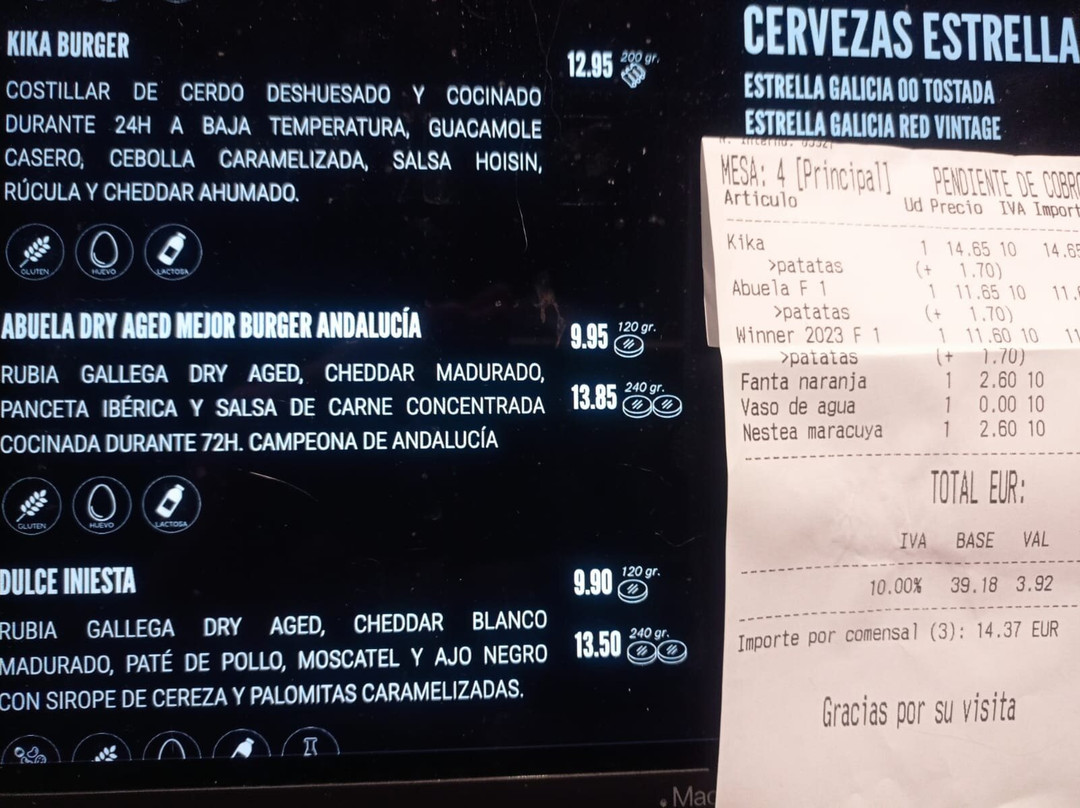 KIKA BURGER
12.95 200 gr.
COSTILLAR DE CERDO DESHUESADO Y COCINADO
DURANTE 24H A BAJA TEMPERATURA, GUACAMOLE
CASERO, CEBOLLA CARAMELIZADA, SALSA HOISIN,
RÚCULA Y CHEDDAR AHUMADO.
GLUTEN HUEVO LACTOSA
ABUELA DRY AGED MEJOR BURGER ANDALUCÍA
9.95 120 gr.
13.85 240 gr.
RUBIA GALLEGA DRY AGED, CHEDDAR MADURADO,
PANCETA IBÉRICA Y SALSA DE CARNE CONCENTRADA
COCINADA DURANTE 72H. CAMPEONA DE ANDALUCÍA
GLUTEN HUEVO LACTOSA
DULCE INIESTA
9.90 120 gr.
13.50 240 gr.
RUBIA GALLEGA DRY AGED, CHEDDAR BLANCO
MADURADO, PATÉ DE POLLO, MOSCATEL Y AJO NEGRO
CON SIROPE DE CEREZA Y PALOMITAS CARAMELIZADAS.
CERVEZAS ESTRELLA
ESTRELLA GALICIA 00 TOSTADA
ESTRELLA GALICIA RED VINTAGE
MESA: 4 [Principal] PENDIENTE DE COBRO
Artículo Ud Precio IVA Import
Kika 1 14.65 10 14.65
>patatas (+ 1.70)
Abuela F 1 1 11.65 10 11.
>patatas (+ 1.70)
Winner 2023 F 1 1 11.60 10 11
>patatas (+ 1.70)
Fanta naranja 1 2.60 10
Vaso de agua 1 0.00 10
Nestea maracuya 1 2.60 10
TOTAL EUR:
IVA BASE VAL
10.00% 39.18 3.92
Importe por comensal (3): 14.37 EUR
Gracias por su visita
Mac